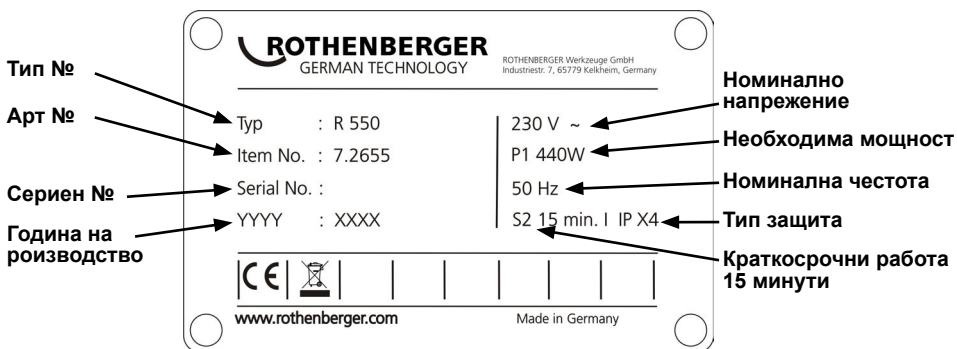 ROTHENBERGER
GERMAN TECHNOLOGY
ROTHENBERGER Werkzeuge GmbH
Industriestr. 7, 65779 Kelkheim, Germany
Тип №
Арт №
Сериен №
Година на
роизводство
Typ : R 550
Item No. : 7.2655
Serial No. :
YYYY : XXXX
230 V ~
P1 440W
50 Hz
S2 15 min. I IP X4
Номинално
напрежение
Необходима мощност
Номинална честота
Тип защита
Краткосрочни работа
15 минути
CE
www.rothenberger.com
Made in Germany